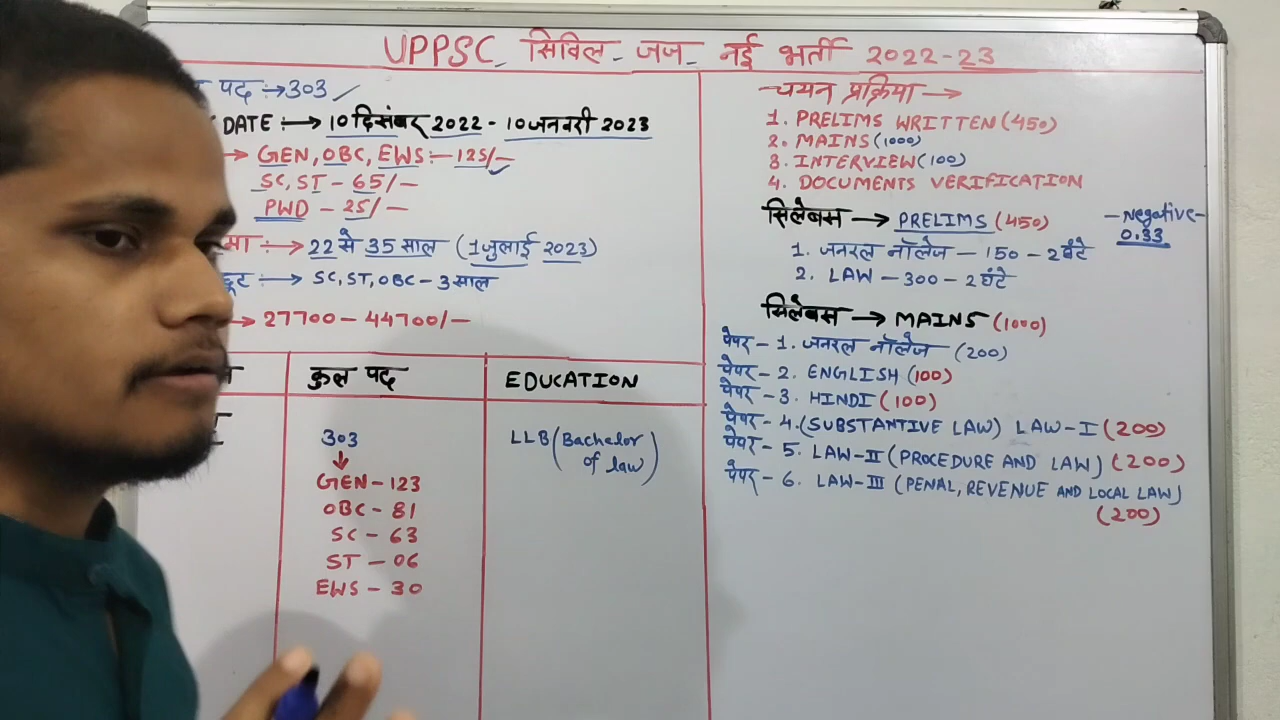 UPPSC सिविल जज नई भर्ती 2022-23
पद :→ 303 ✓
DATE :→ 10 दिसंबर 2022 - 10 जनवरी 2023
→ GEN, OBC, EWS :- 125/-
SC, ST - 65/-
PWD - 25/-
→ 22 से 35 साल (1 जुलाई 2023)
छूट :→ SC, ST, OBC - 3 साल
→ 27700 - 44700/-
कुल पद
EDUCATION
303
LLB (Bachelor
of law)
↓
GEN - 123
OBC - 81
SC - 63
ST - 06
EWS - 30
चयन प्रक्रिया →
1. PRELIMS WRITTEN (450)
2. MAINS (1000)
3. INTERVIEW (100)
4. DOCUMENTS VERIFICATION
सिलेबस → PRELIMS (450)
- Negative -
0.33
1. जनरल नॉलेज - 150 - 2 घंटे
2. LAW - 300 - 2 घंटे
सिलेबस → MAINS (1000)
पेपर - 1. जनरल नॉलेज (200)
पेपर - 2. ENGLISH (100)
पेपर - 3. HINDI (100)
पेपर - 4. (SUBSTANTIVE LAW) LAW-I (200)
पेपर - 5. LAW-II (PROCEDURE AND LAW) (200)
पेपर - 6. LAW-III (PENAL, REVENUE AND LOCAL LAW)
(200)